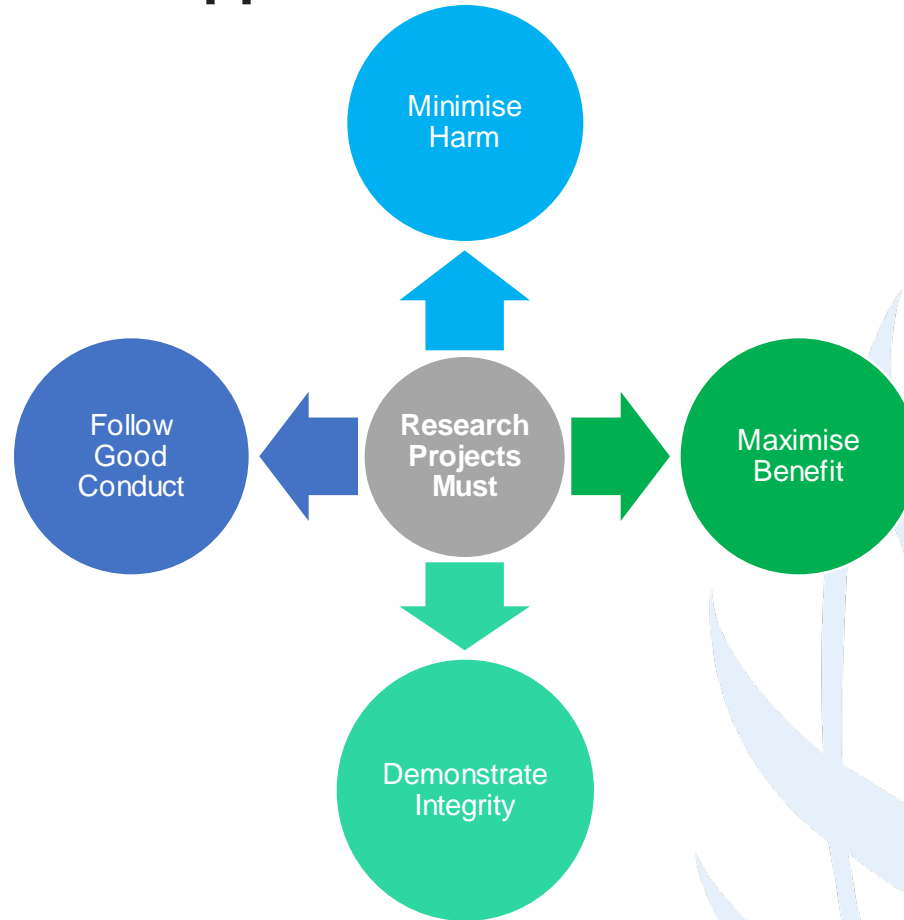 Minimise
Harm
Follow
Good
Conduct
Research
Projects
Must
Maximise
Benefit
Demonstrate
Integrity